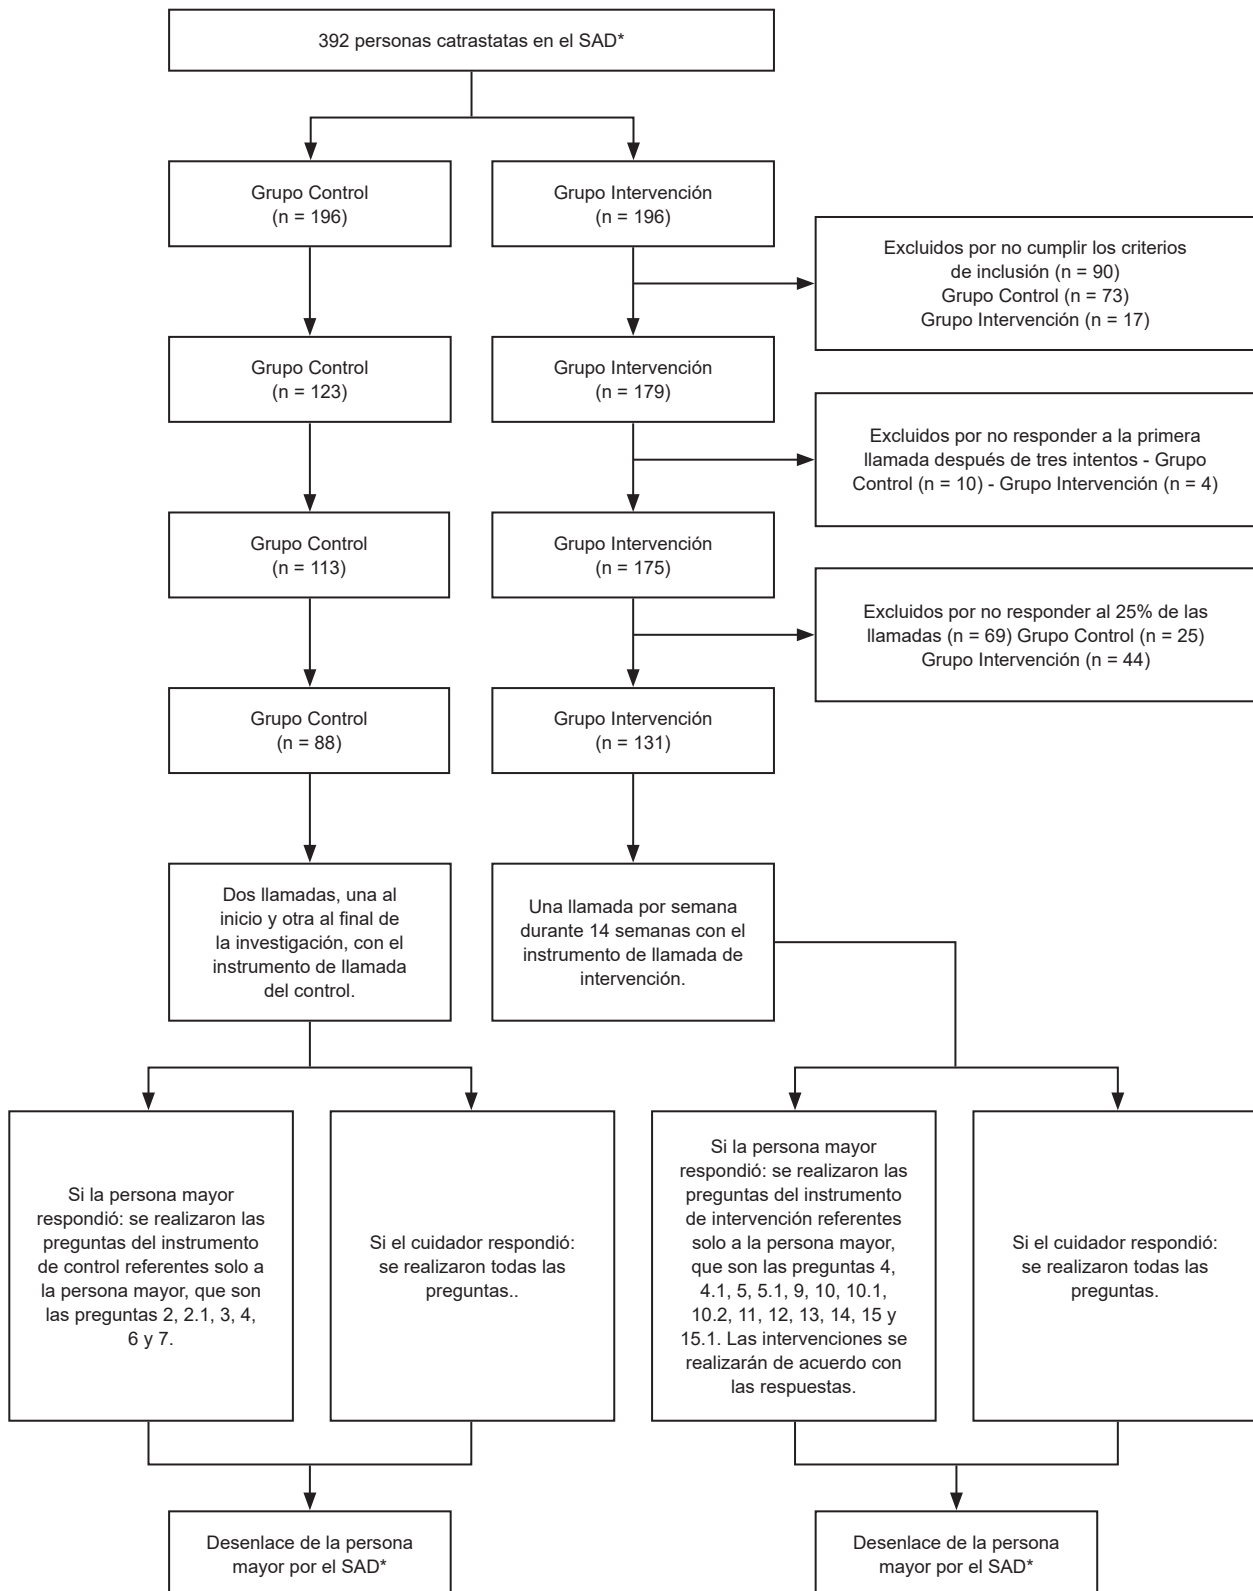 392 personas catrastatas en el SAD*
Grupo Control
(n = 196)
Grupo Intervención
(n = 196)
Excluidos por no cumplir los criterios
de inclusión (n = 90)
Grupo Control (n = 73)
Grupo Intervención (n = 17)
Grupo Control
(n = 123)
Grupo Intervención
(n = 179)
Excluidos por no responder a la primera
llamada después de tres intentos - Grupo
Control (n = 10) - Grupo Intervención (n = 4)
Grupo Control
(n = 113)
Grupo Intervención
(n = 175)
Excluidos por no responder al 25% de las
llamadas (n = 69) Grupo Control (n = 25)
Grupo Intervención (n = 44)
Grupo Control
(n = 88)
Grupo Intervención
(n = 131)
Dos llamadas, una al
inicio y otra al final de
la investigación, con el
instrumento de llamada
del control.
Una llamada por semana
durante 14 semanas con el
instrumento de llamada de
intervención.
Si la persona mayor
respondió: se realizaron las
preguntas del instrumento
de control referentes solo a
la persona mayor, que son
las preguntas 2, 2.1, 3, 4,
6 y 7.
Si el cuidador respondió:
se realizaron todas las
preguntas..
Si la persona mayor
respondió: se realizaron las
preguntas del instrumento
de intervención referentes
solo a la persona mayor,
que son las preguntas 4,
4.1, 5, 5.1, 9, 10, 10.1,
10.2, 11, 12, 13, 14, 15 y
15.1. Las intervenciones se
realizarán de acuerdo con
las respuestas.
Si el cuidador respondió:
se realizaron todas las
preguntas.
Desenlace de la persona
mayor por el SAD*
Desenlace de la persona
mayor por el SAD*